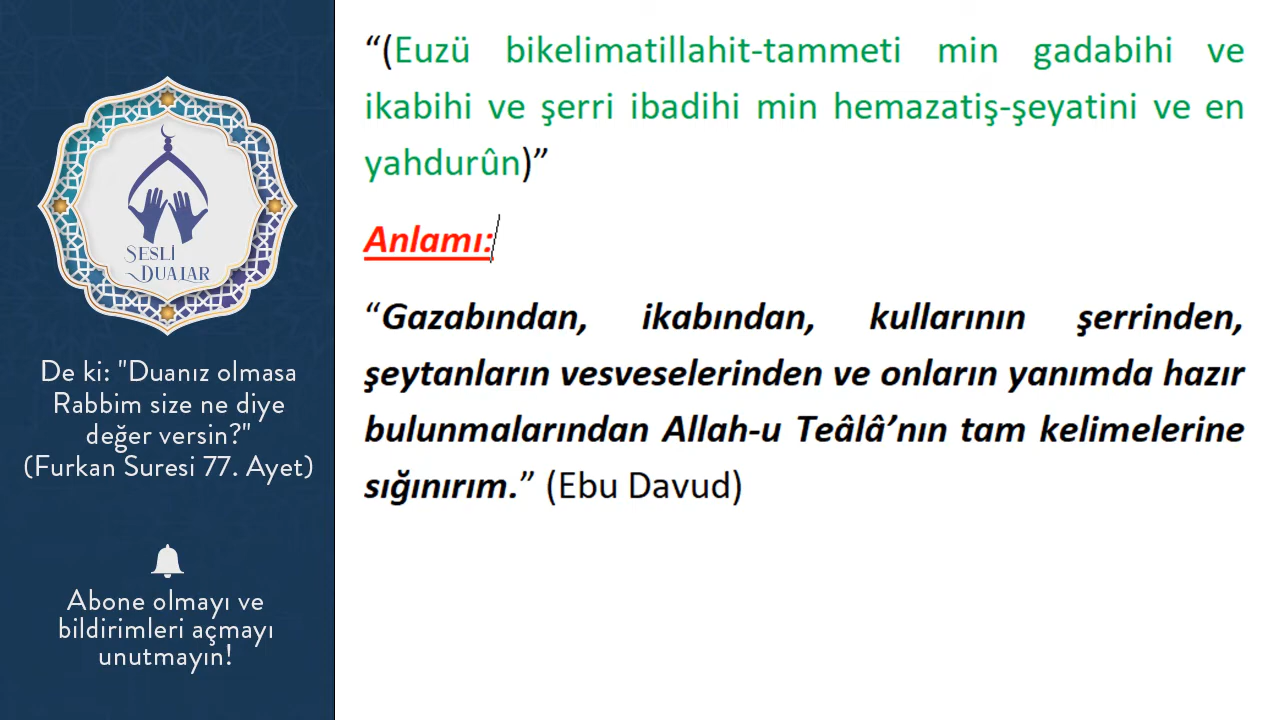 SESLİ
DUALAR
De ki: "Duanız olmasa
Rabbim size ne diye
değer versin?"
(Furkan Suresi 77. Ayet)
Abone olmayı ve
bildirimleri açmayı
unutmayın!
“(Euzü bikelimatillahit-tammeti min gadabihi ve
ikabihi ve şerri ibadihi min hemazatiş-şeyatini ve en
yahdurûn)”
Anlamı:
“Gazabından, ikabından, kullarının şerrinden,
şeytanların vesveselerinden ve onların yanımda hazır
bulunmalarından Allah-u Teâlâ’nın tam kelimelerine
sığınırım.” (Ebu Davud)